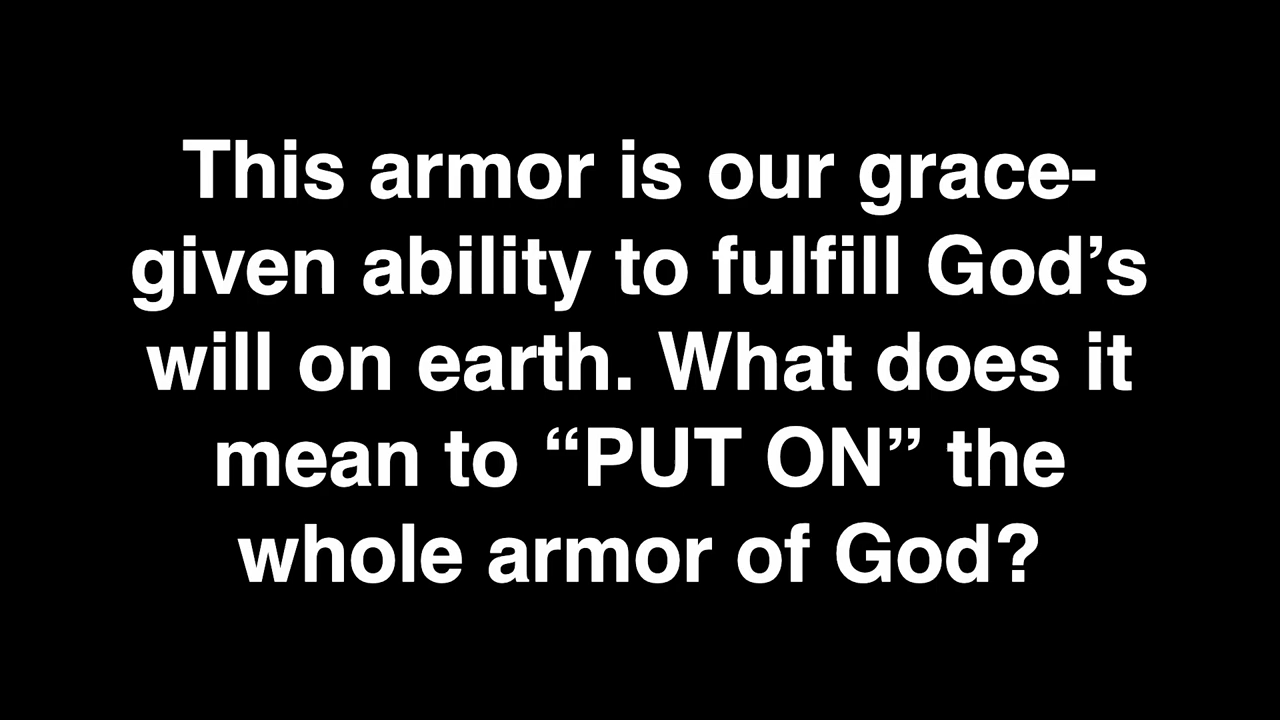 This armor is our grace-
given ability to fulfill God’s
will on earth. What does it
mean to “PUT ON” the
whole armor of God?